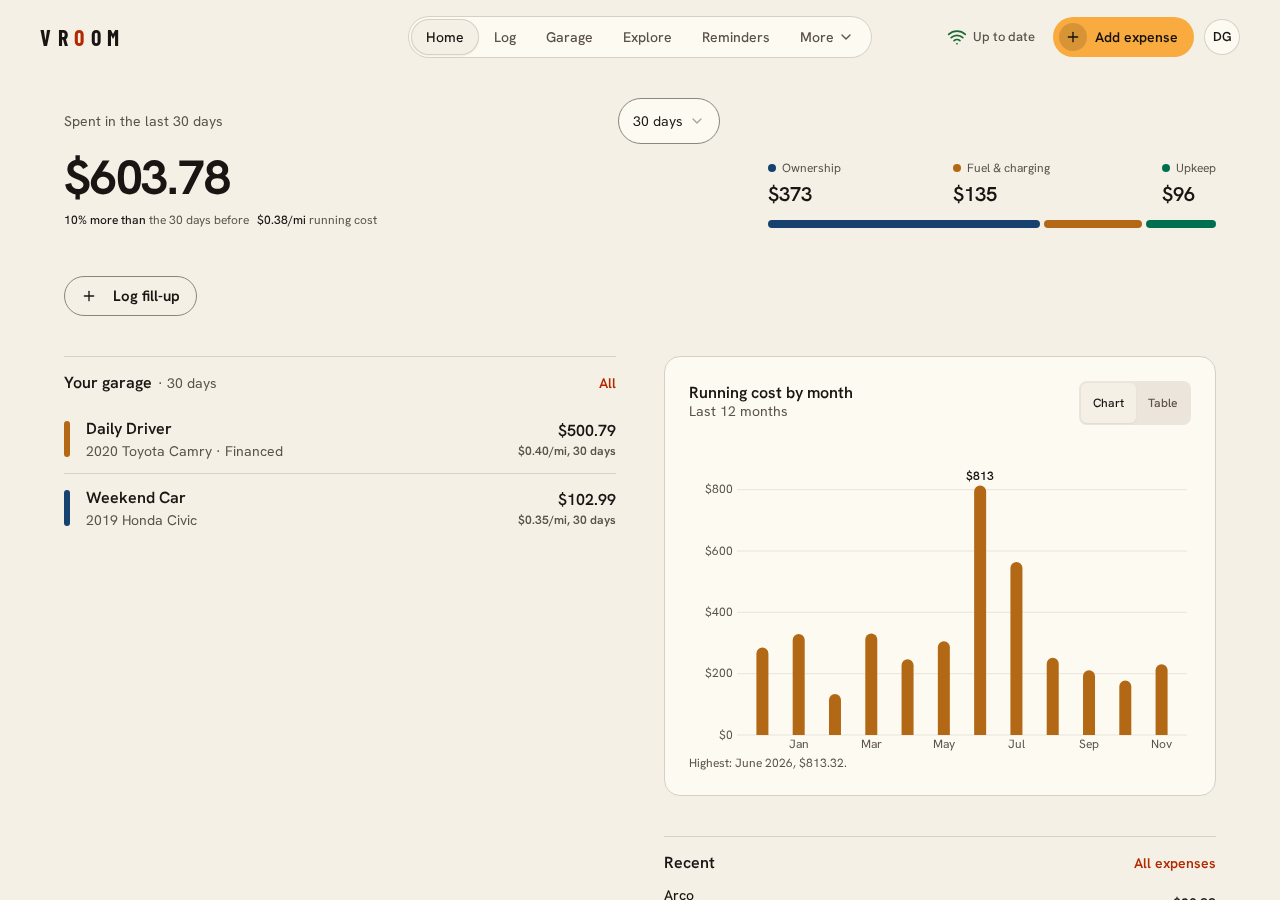 VROOM
Home
Log
Garage
Explore
Reminders
More
Up to date
Add expense
DG
Spent in the last 30 days
30 days
$603.78
10% more than the 30 days before $0.38/mi running cost
Ownership
$373
Fuel & charging
$135
Upkeep
$96
Log fill-up
Your garage · 30 days
All
Daily Driver
$500.79
2020 Toyota Camry · Financed
$0.40/mi, 30 days
Weekend Car
$102.99
2019 Honda Civic
$0.35/mi, 30 days
Running cost by month
Last 12 months
Chart
Table
$813
$800
$600
$400
$200
$0
Jan
Mar
May
Jul
Sep
Nov
Highest: June 2026, $813.32.
Recent
All expenses
Arco